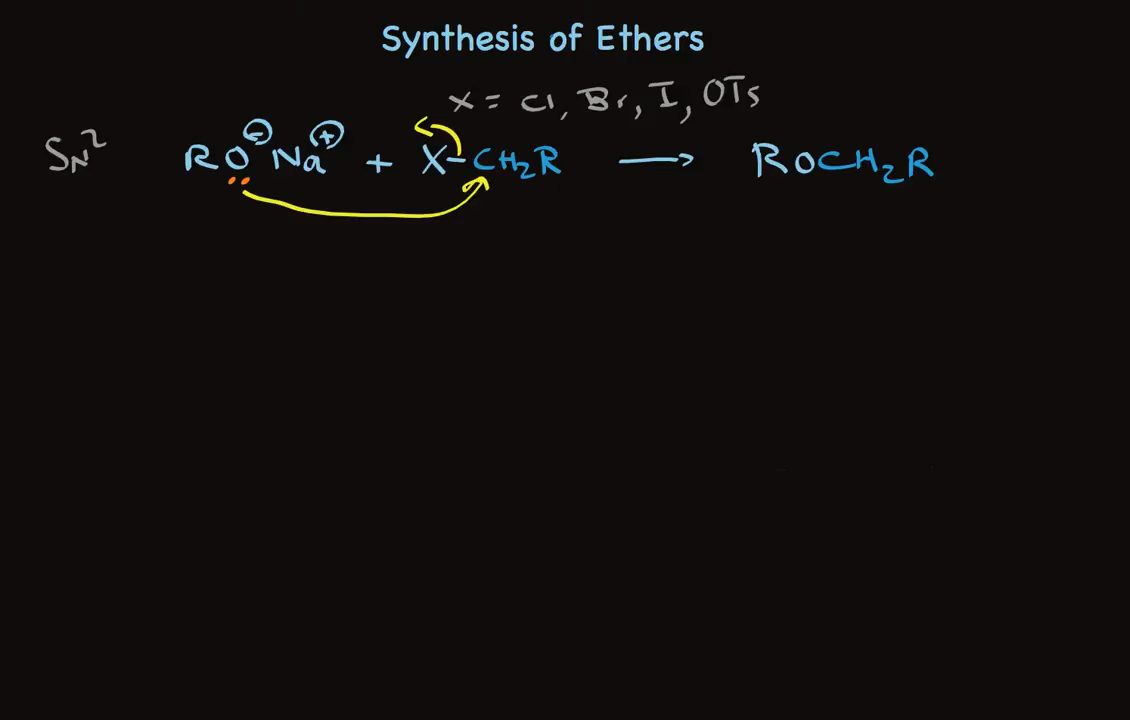 Synthesis of Ethers
X = Cl, Br, I, OTs
SN2 RO⊖ Na⊕ + X-CH₂R ⟶ ROCH₂R